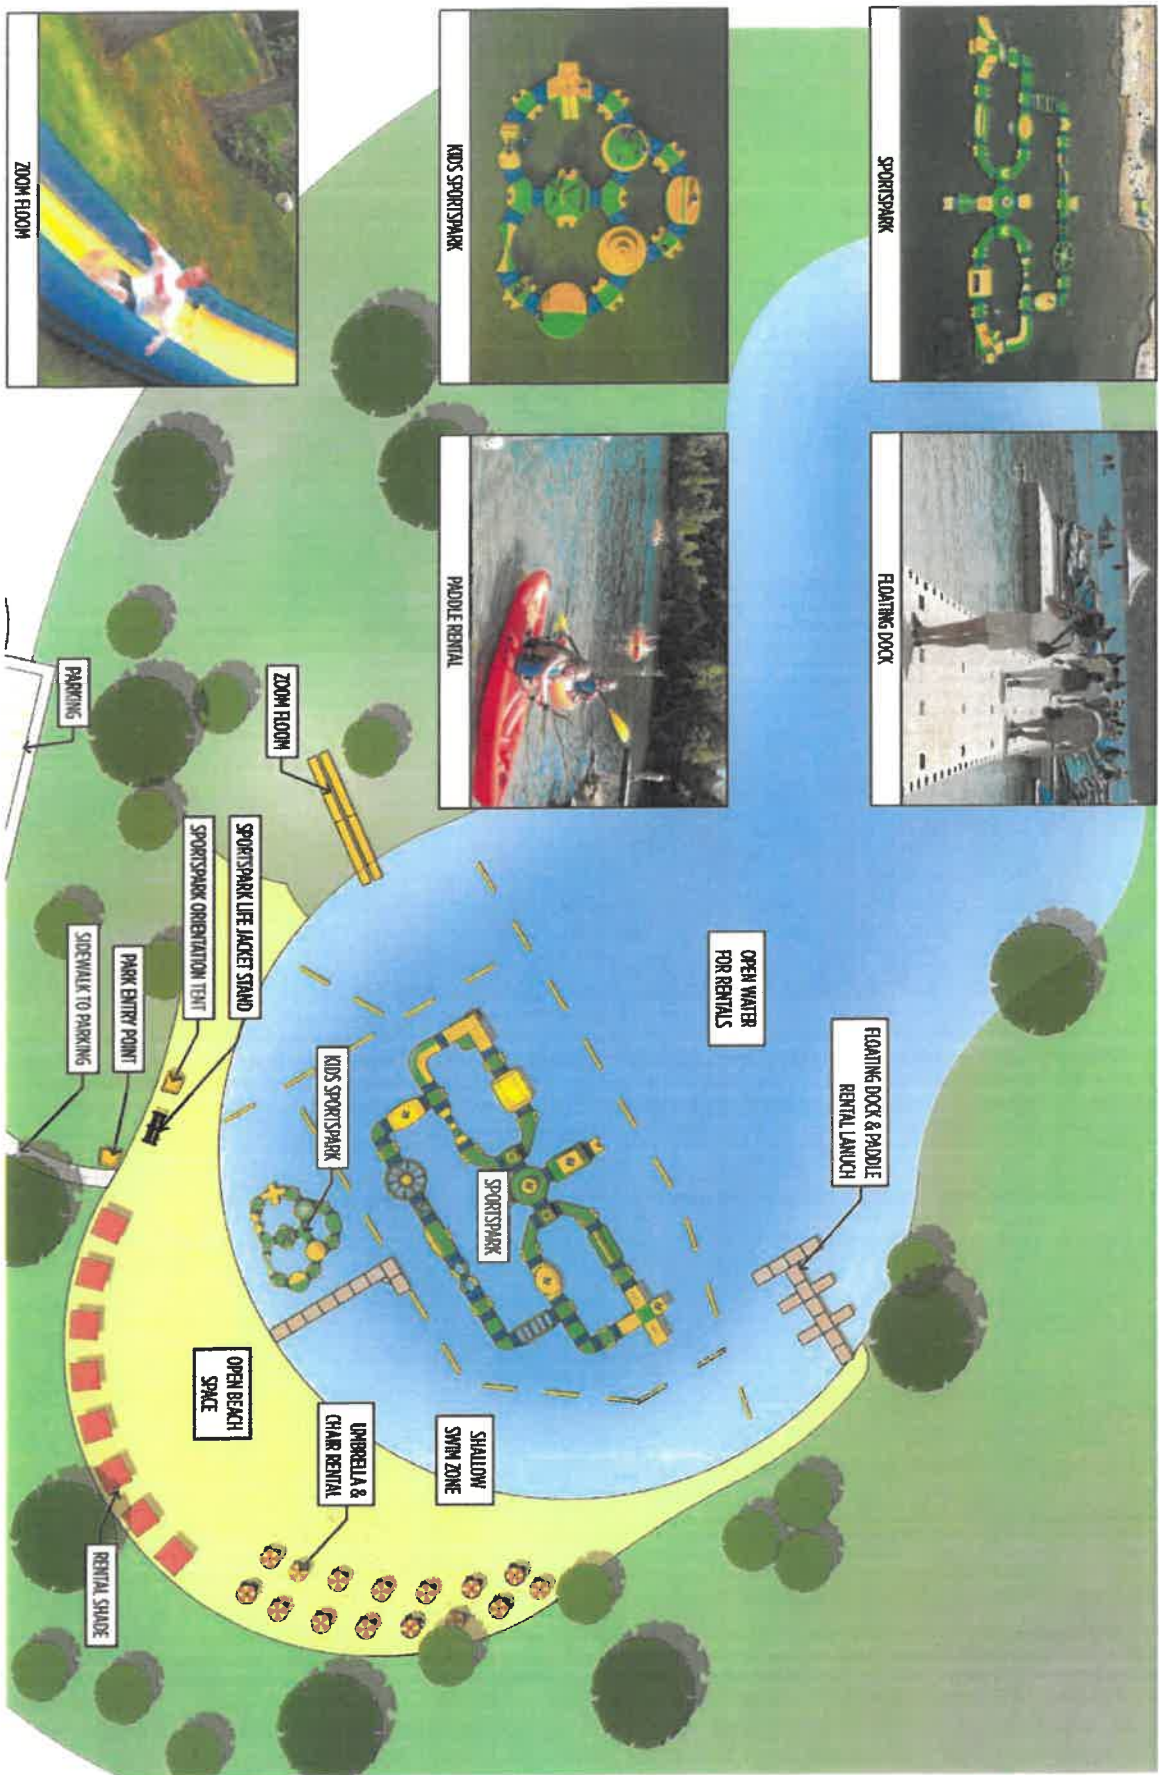 SPORTSPARK
FLOATING DOCK
KIDS SPORTSPARK
PADDLE RENTAL
ZOOM FLOOM
OPEN WATER
FOR RENTALS
FLOATING DOCK & PADDLE
RENTAL LANUCH
ZOOM FLOOM
SPORTSPARK
KIDS SPORTSPARK
SHALLOW
SWIM ZONE
UMBRELLA &
CHAIR RENTAL
OPEN BEACH
SPACE
SPORTSPARK LIFE JACKET STAND
SPORTSPARK ORIENTATION TENT
PARK ENTRY POINT
SIDEWALK TO PARKING
PARKING
RENTAL SHADE